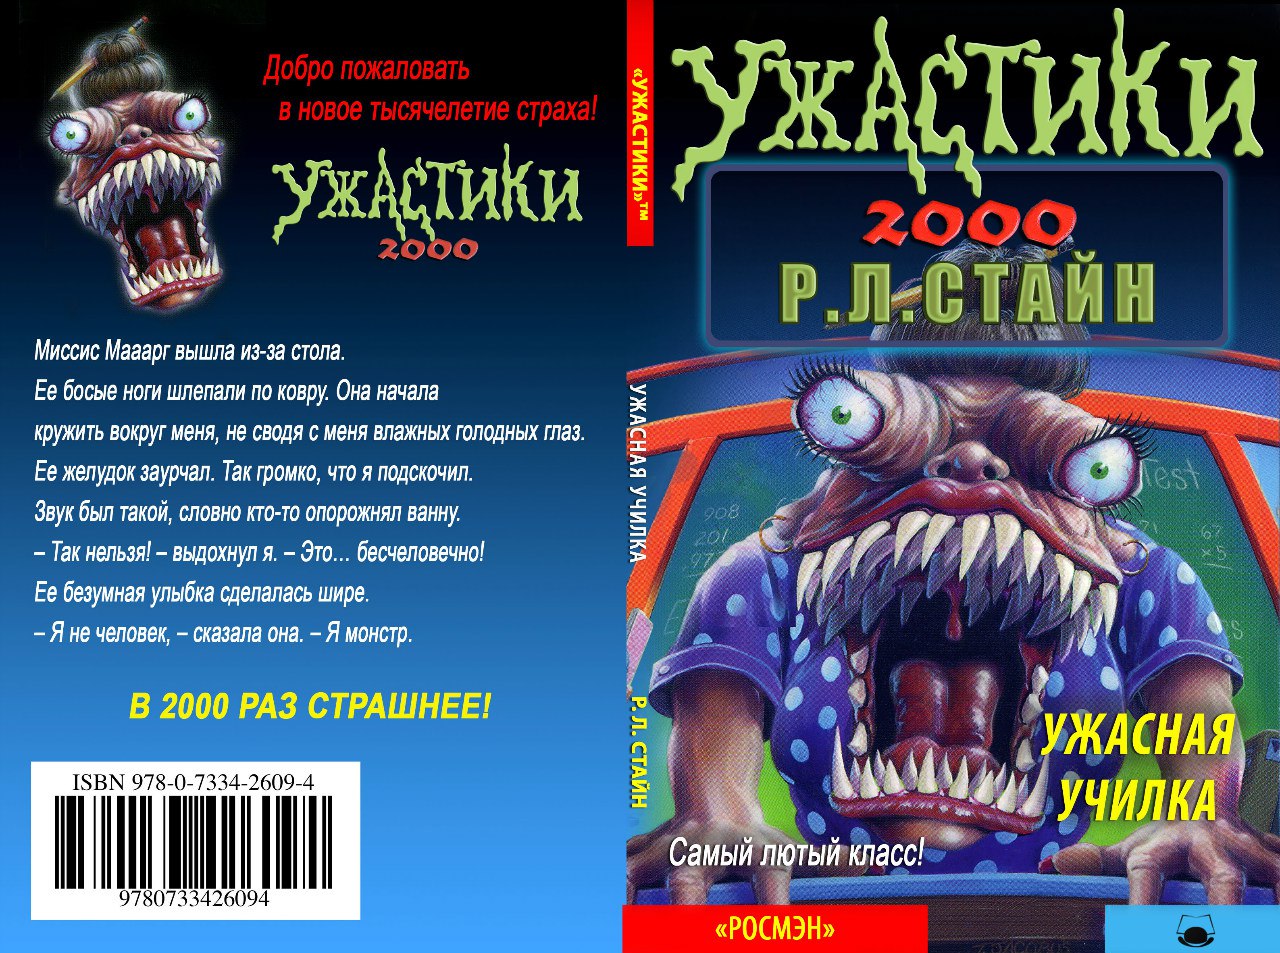 Добро пожаловать
в новое тысячелетие страха!
УЖАСТИКИ
2000
Миссис Мааарг вышла из-за стола.
Ее босые ноги шлепали по ковру. Она начала
кружить вокруг меня, не сводя с меня влажных голодных глаз.
Ее желудок заурчал. Так громко, что я подскочил.
Звук был такой, словно кто-то опорожнял ванну.
– Так нельзя! – выдохнул я. – Это... бесчеловечно!
Ее безумная улыбка сделалась шире.
– Я не человек, – сказала она. – Я монстр.
В 2000 РАЗ СТРАШНЕЕ!
ISBN 978-0-7334-2609-4
9780733426094
«УЖАСТИКИ»™
УЖАСНАЯ УЧИЛКА
Р.Л. СТАЙН
УЖАСТИКИ
2000
Р.Л.СТАЙН
Test
908
201
67
x5
УЖАСНАЯ
УЧИЛКА
Самый лютый класс!
«РОСМЭН»